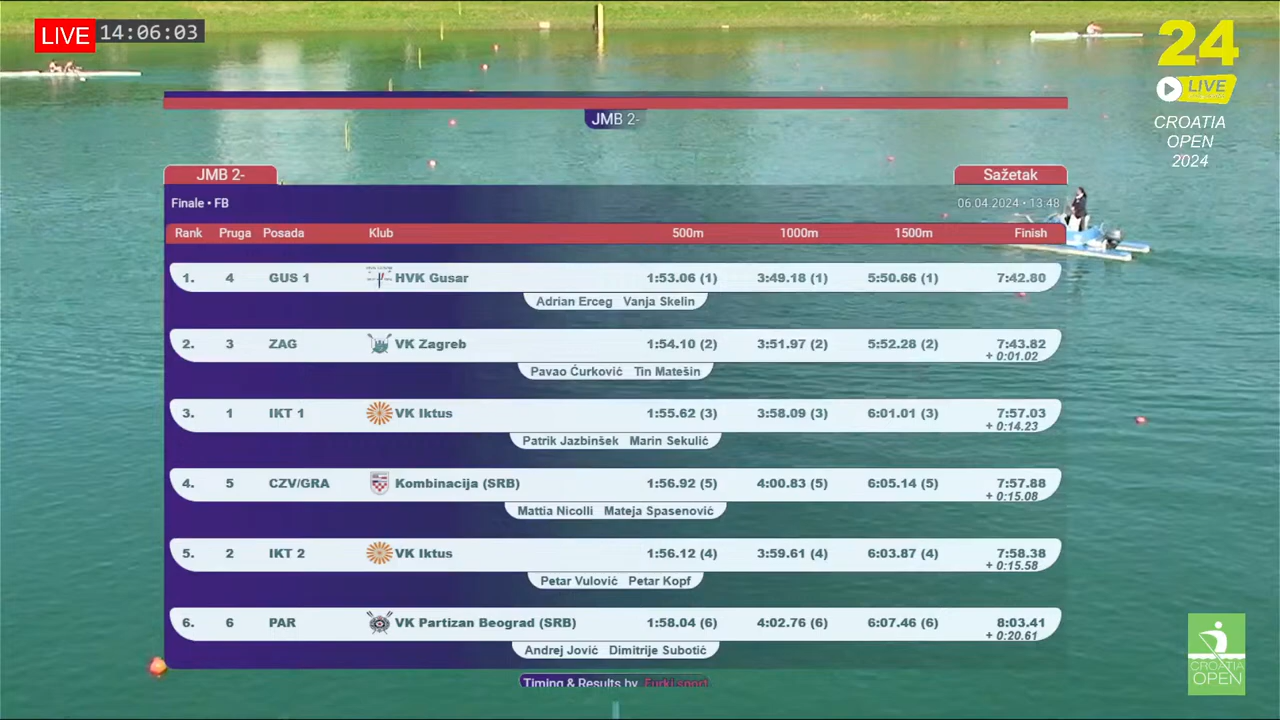 LIVE 14:06:03
24
LIVE
CROATIA
OPEN
2024
JMB 2-
JMB 2- Sažetak
Finale • FB 06.04.2024 • 13:48
Rank Pruga Posada Klub 500m 1000m 1500m Finish
1. 4 GUS 1 HVK Gusar 1:53.06 (1) 3:49.18 (1) 5:50.66 (1) 7:42.80
Adrian Erceg Vanja Skelin
2. 3 ZAG VK Zagreb 1:54.10 (2) 3:51.97 (2) 5:52.28 (2) 7:43.82
+ 0:01.02
Pavao Ćurković Tin Matešin
3. 1 IKT 1 VK Iktus 1:55.62 (3) 3:58.09 (3) 6:01.01 (3) 7:57.03
+ 0:14.23
Patrik Jazbinšek Marin Sekulić
4. 5 CZV/GRA Kombinacija (SRB) 1:56.92 (5) 4:00.83 (5) 6:05.14 (5) 7:57.88
+ 0:15.08
Mattia Nicolli Mateja Spasenović
5. 2 IKT 2 VK Iktus 1:56.12 (4) 3:59.61 (4) 6:03.87 (4) 7:58.38
+ 0:15.58
Petar Vulović Petar Kopf
6. 6 PAR VK Partizan Beograd (SRB) 1:58.04 (6) 4:02.76 (6) 6:07.46 (6) 8:03.41
+ 0:20.61
Andrej Jović Dimitrije Subotić
Timing & Results by Furki.sport
CROATIA
OPEN